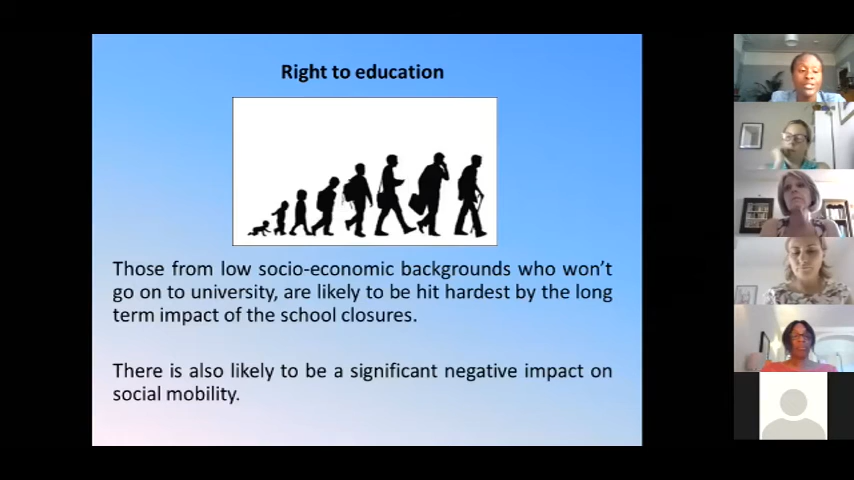 Right to education
Those from low socio-economic backgrounds who won't
go on to university, are likely to be hit hardest by the long
term impact of the school closures.
There is also likely to be a significant negative impact on
social mobility.